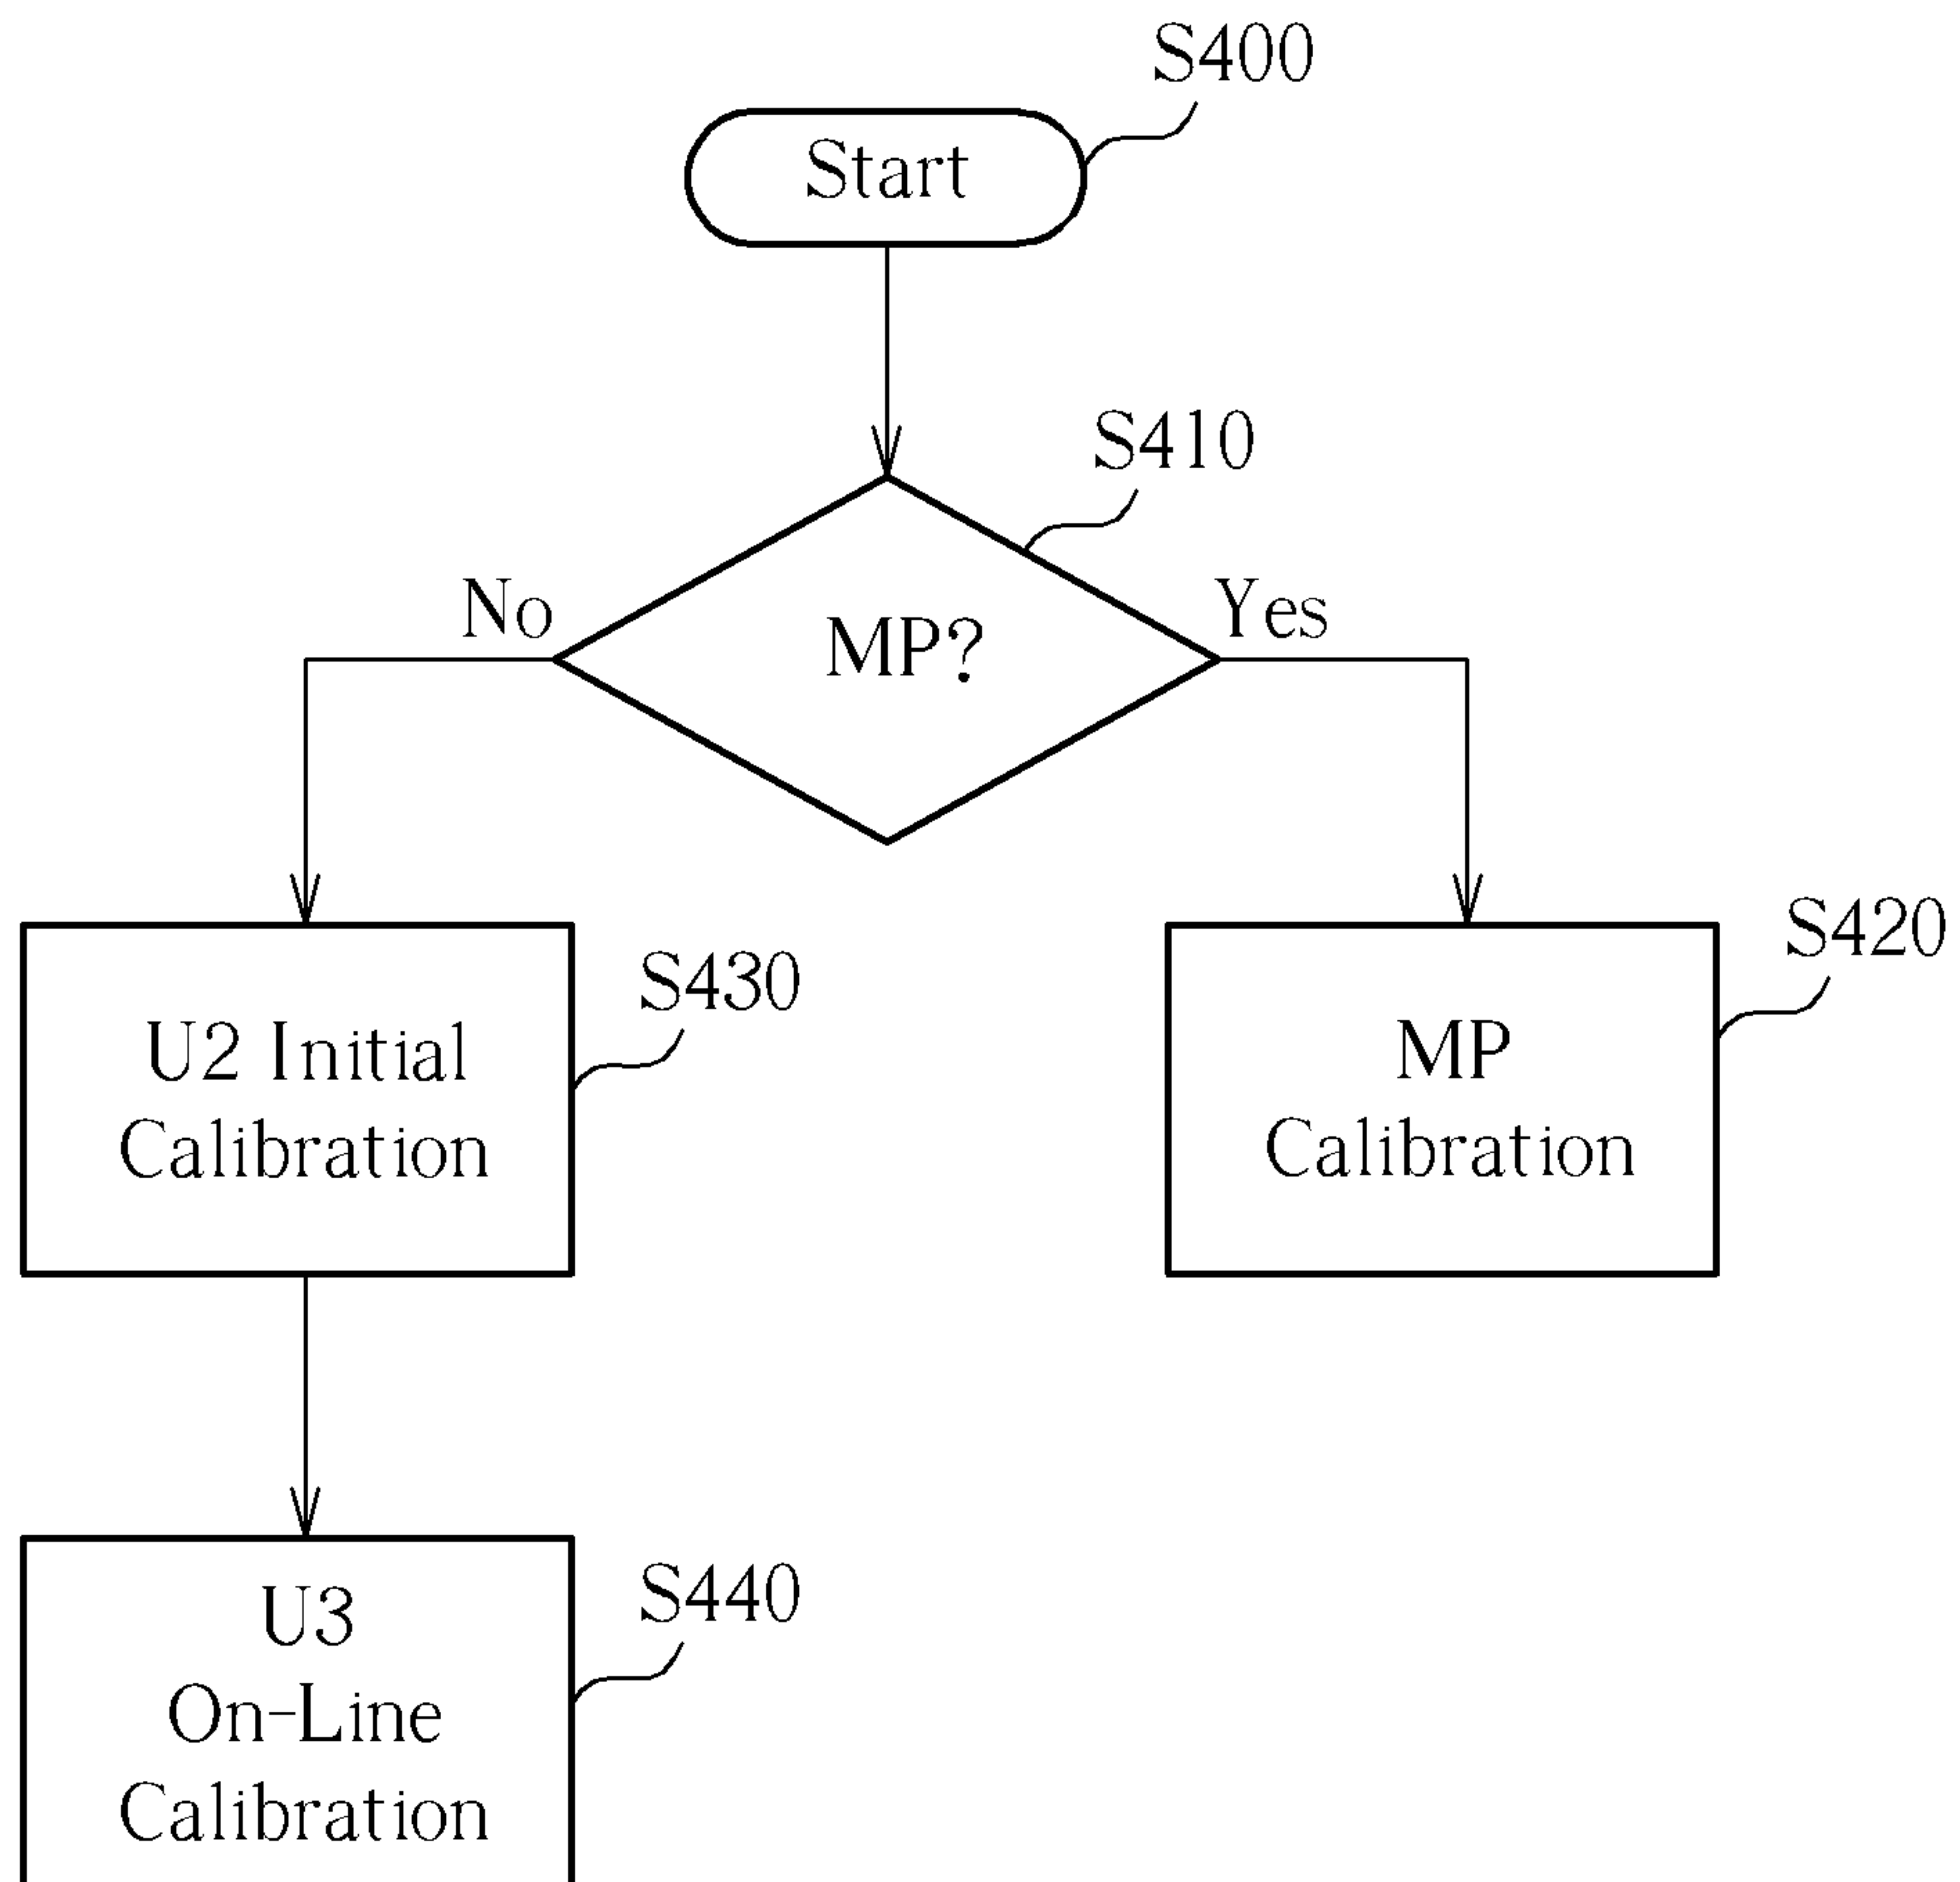 S400
Start
S410
No
Yes
MP?
S420
S430
U2 Initial
Calibration
MP
Calibration
S440
U3
On-Line
Calibration